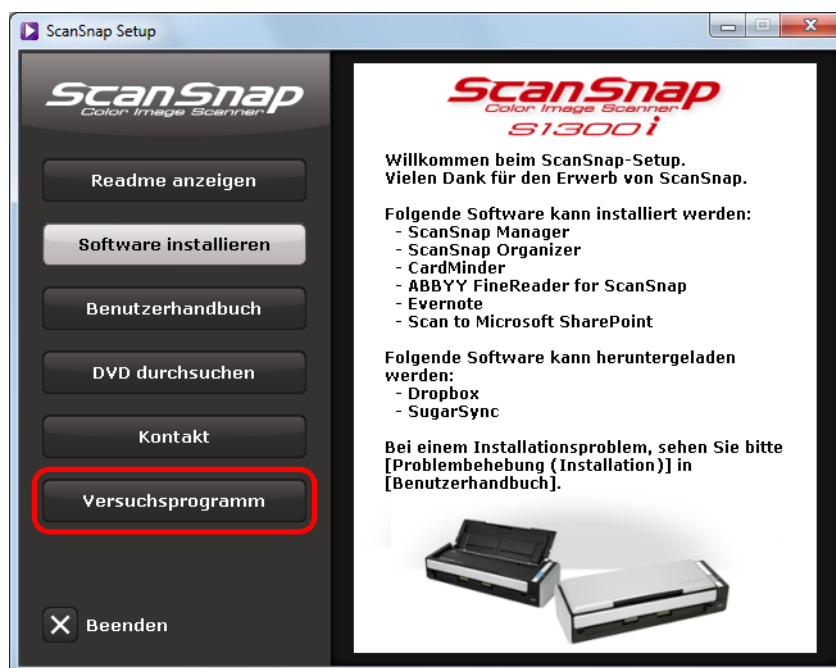 ScanSnap Setup
ScanSnap
Color Image Scanner
Readme anzeigen
Software installieren
Benutzerhandbuch
DVD durchsuchen
Kontakt
Versuchsprogramm
Beenden
ScanSnap
Color Image Scanner
S1300i
Willkommen beim ScanSnap-Setup.
Vielen Dank für den Erwerb von ScanSnap.
Folgende Software kann installiert werden:
- ScanSnap Manager
- ScanSnap Organizer
- CardMinder
- ABBYY FineReader for ScanSnap
- Evernote
- Scan to Microsoft SharePoint
Folgende Software kann heruntergeladen
werden:
- Dropbox
- SugarSync
Bei einem Installationsproblem, sehen Sie bitte
[Problembehebung (Installation)] in
[Benutzerhandbuch].